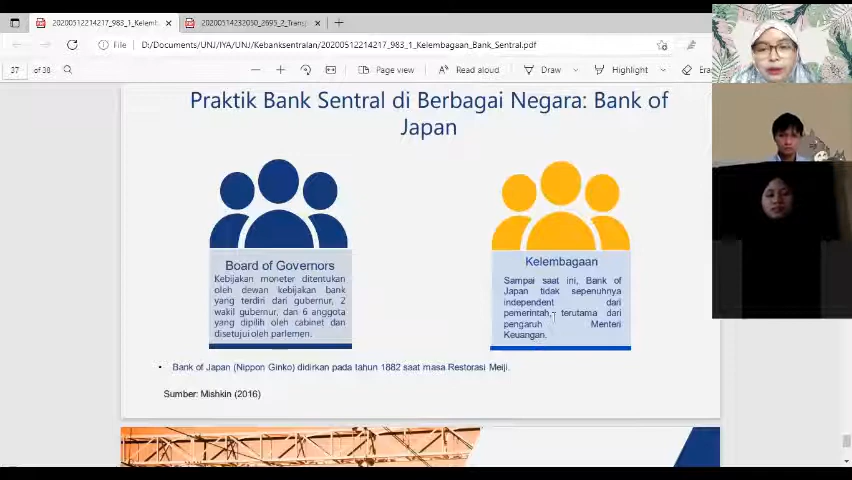 20200512214217_983_1_Kelemb
20200514232050_2695_2_Transp
File
D:/Documents/UNJ/IYA/UNJ/Kebanksentralan/20200512214217_983_1_Kelembagaan_Bank_Sentral.pdf
37 of 38
Page view
Read aloud
Draw
Highlight
Eras
Praktik Bank Sentral di Berbagai Negara: Bank of
Japan
Board of Governors
Kebijakan moneter ditentukan
oleh dewan kebijakan bank
yang terdiri dari gubernur, 2
wakil gubernur, dan 6 anggota
yang dipilih oleh cabinet dan
disetujui oleh parlemen.
Kelembagaan
Sampai saat ini, Bank of
Japan tidak sepenuhnya
independent dari
pemerintah, terutama dari
pengaruh Menteri
Keuangan.
• Bank of Japan (Nippon Ginko) didirikan pada tahun 1882 saat masa Restorasi Meiji.
Sumber: Mishkin (2016)